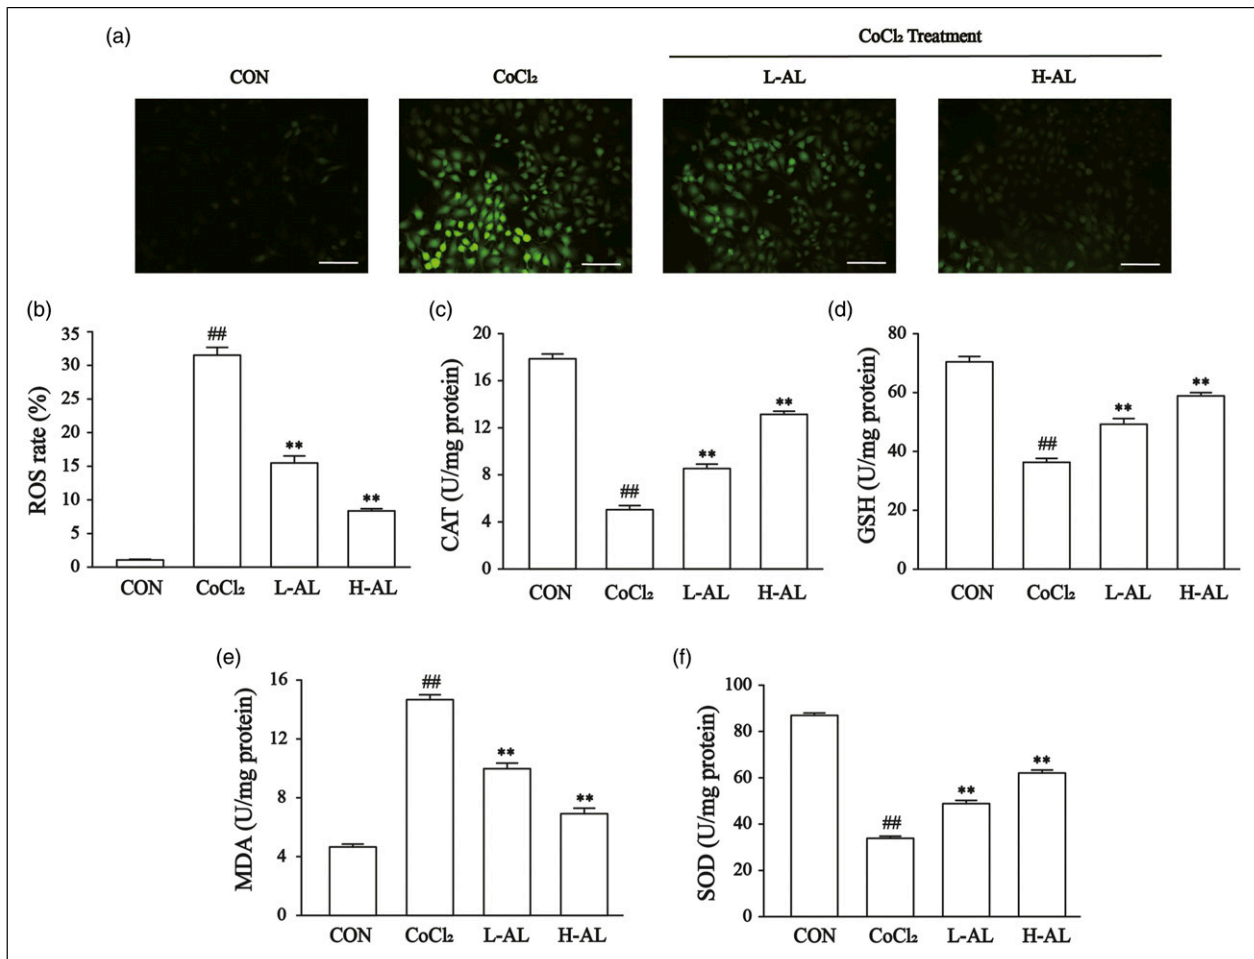 (a)
CoCl₂ Treatment
CON
CoCl₂
L-AL
H-AL
(b)
ROS rate (%)
35
30
25
20
15
10
5
0
##
**
**
CON
CoCl₂
L-AL
H-AL
(c)
CAT (U/mg protein)
20
16
12
8
4
0
##
**
**
CON
CoCl₂
L-AL
H-AL
(d)
GSH (U/mg protein)
80
60
40
20
0
##
**
**
CON
CoCl₂
L-AL
H-AL
(e)
MDA (U/mg protein)
16
12
8
4
0
##
**
**
CON
CoCl₂
L-AL
H-AL
(f)
SOD (U/mg protein)
100
80
60
40
20
0
##
**
**
CON
CoCl₂
L-AL
H-AL